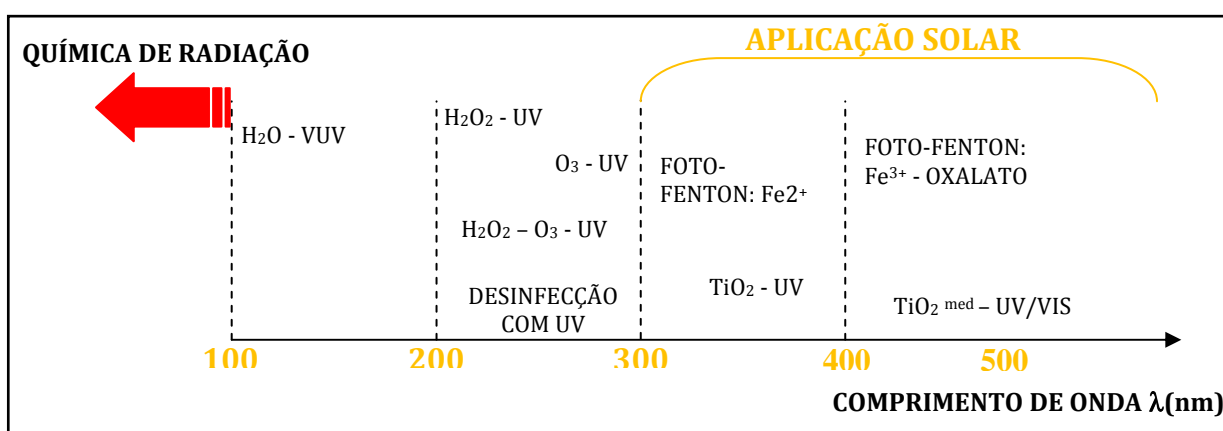 APLICAÇÃO SOLAR
QUÍMICA DE RADIAÇÃO
H₂O - VUV
H₂O₂ - UV
O₃ - UV
H₂O₂ – O₃ - UV
DESINFECÇÃO
COM UV
FOTO-
FENTON: Fe2⁺
TiO₂ - UV
FOTO-FENTON:
Fe³⁺ - OXALATO
TiO₂ ᵐᵉᵈ – UV/VIS
100 200 300 400 500
COMPRIMENTO DE ONDA λ(nm)